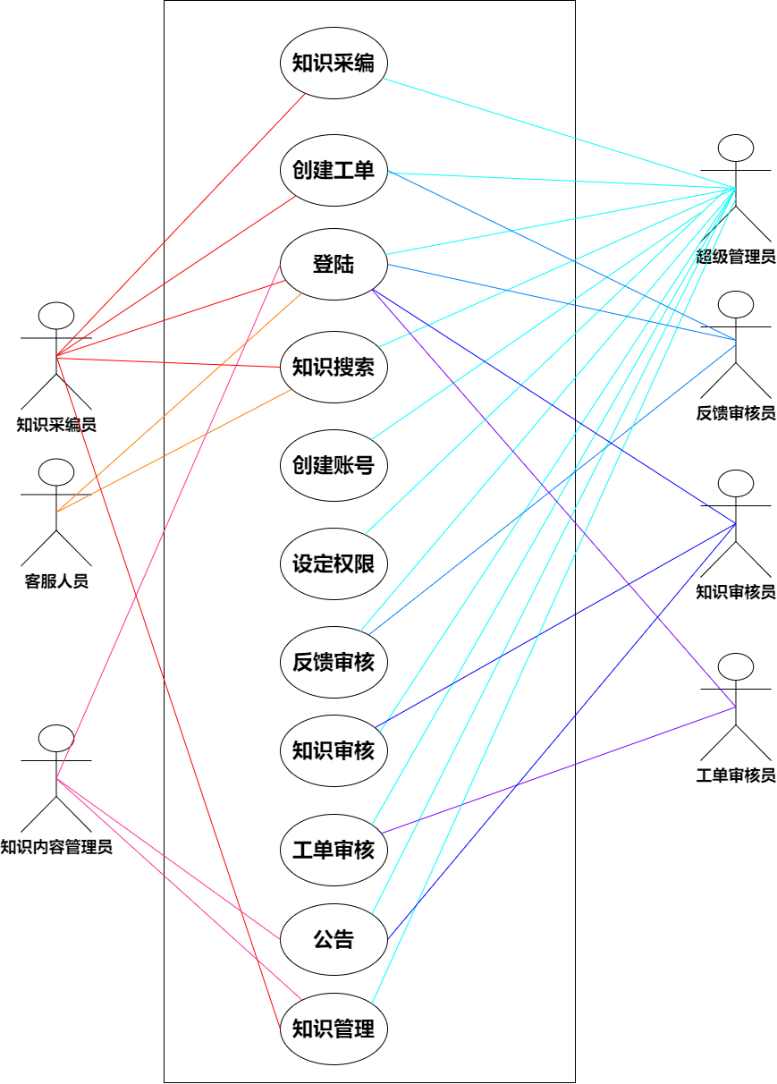 知识采编
创建工单
登陆
知识搜索
创建账号
设定权限
反馈审核
知识审核
工单审核
公告
知识管理
知识采编员
客服人员
知识内容管理员
超级管理员
反馈审核员
知识审核员
工单审核员